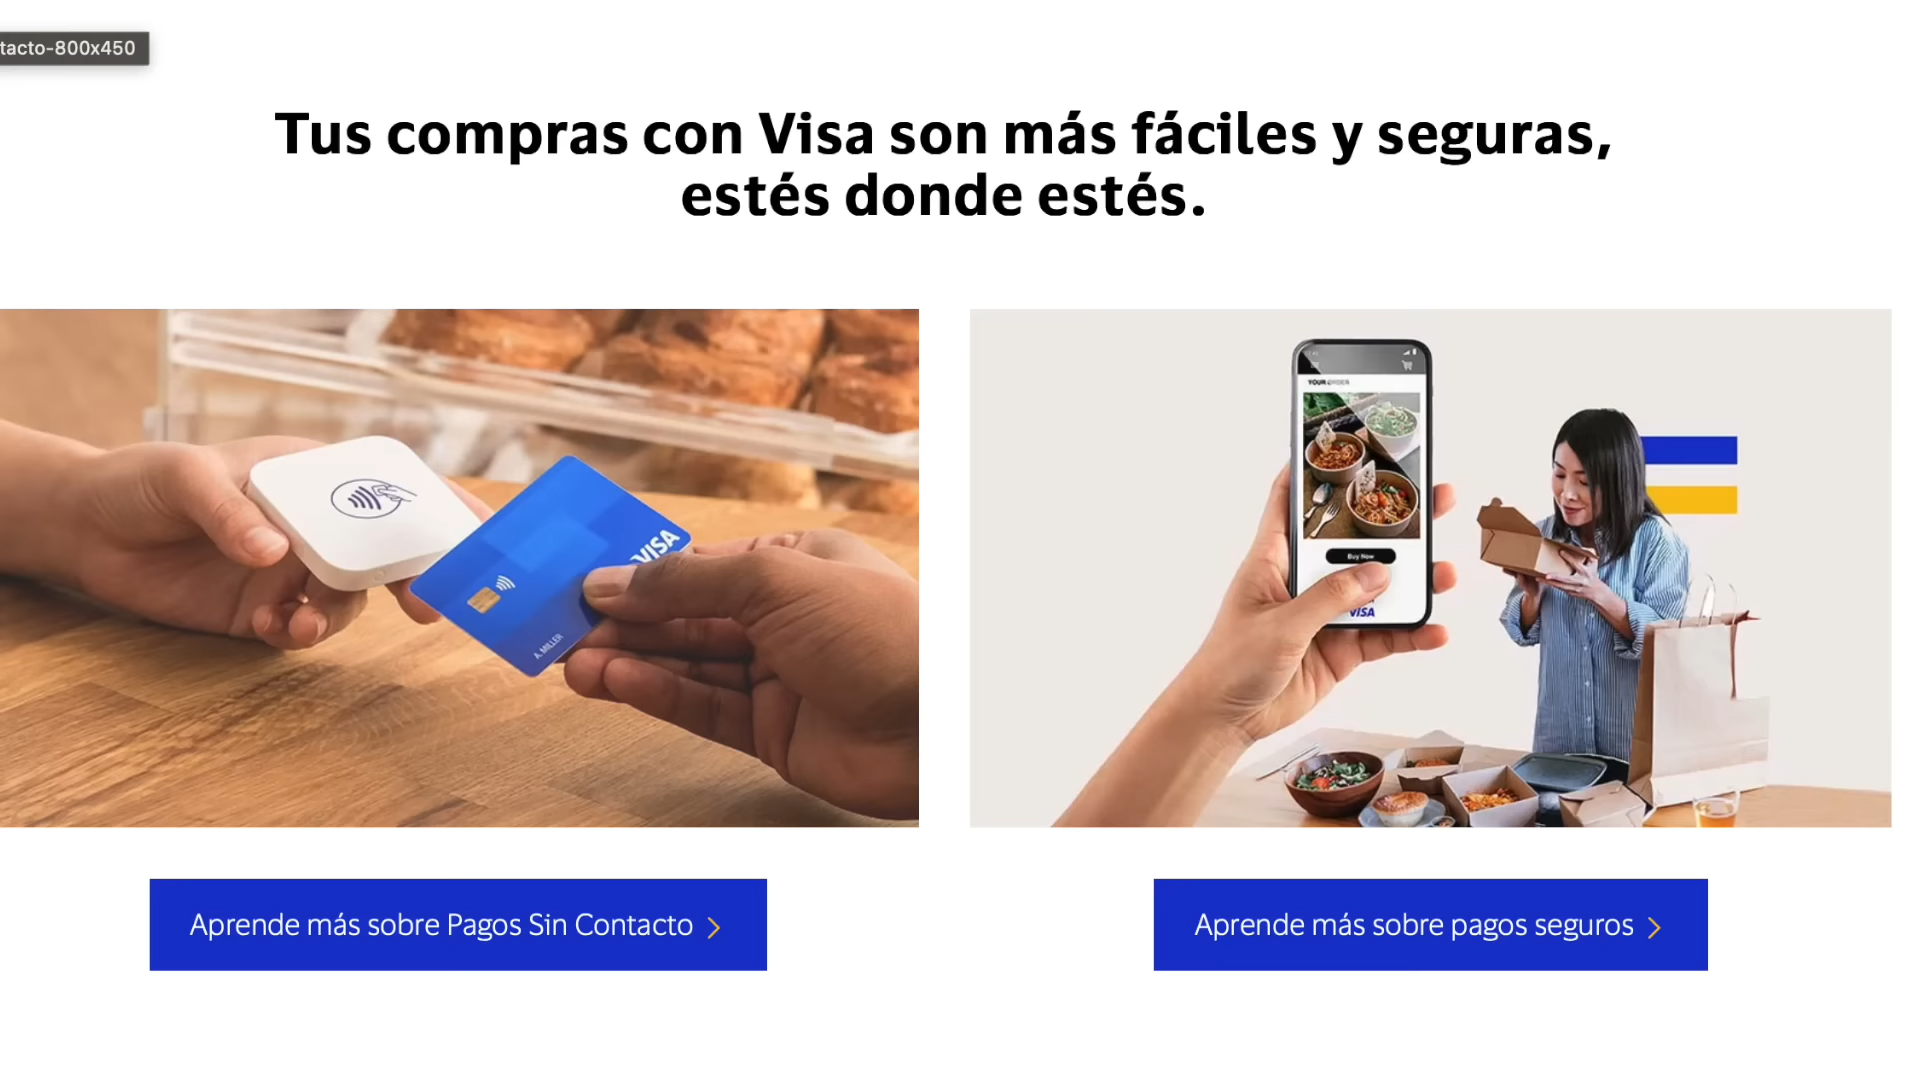 tacto-800x450
Tus compras con Visa son más fáciles y seguras,
estés donde estés.
VISA
A. MILLER
YOUR ORDER
Buy Now
VISA
Aprende más sobre Pagos Sin Contacto
Aprende más sobre pagos seguros